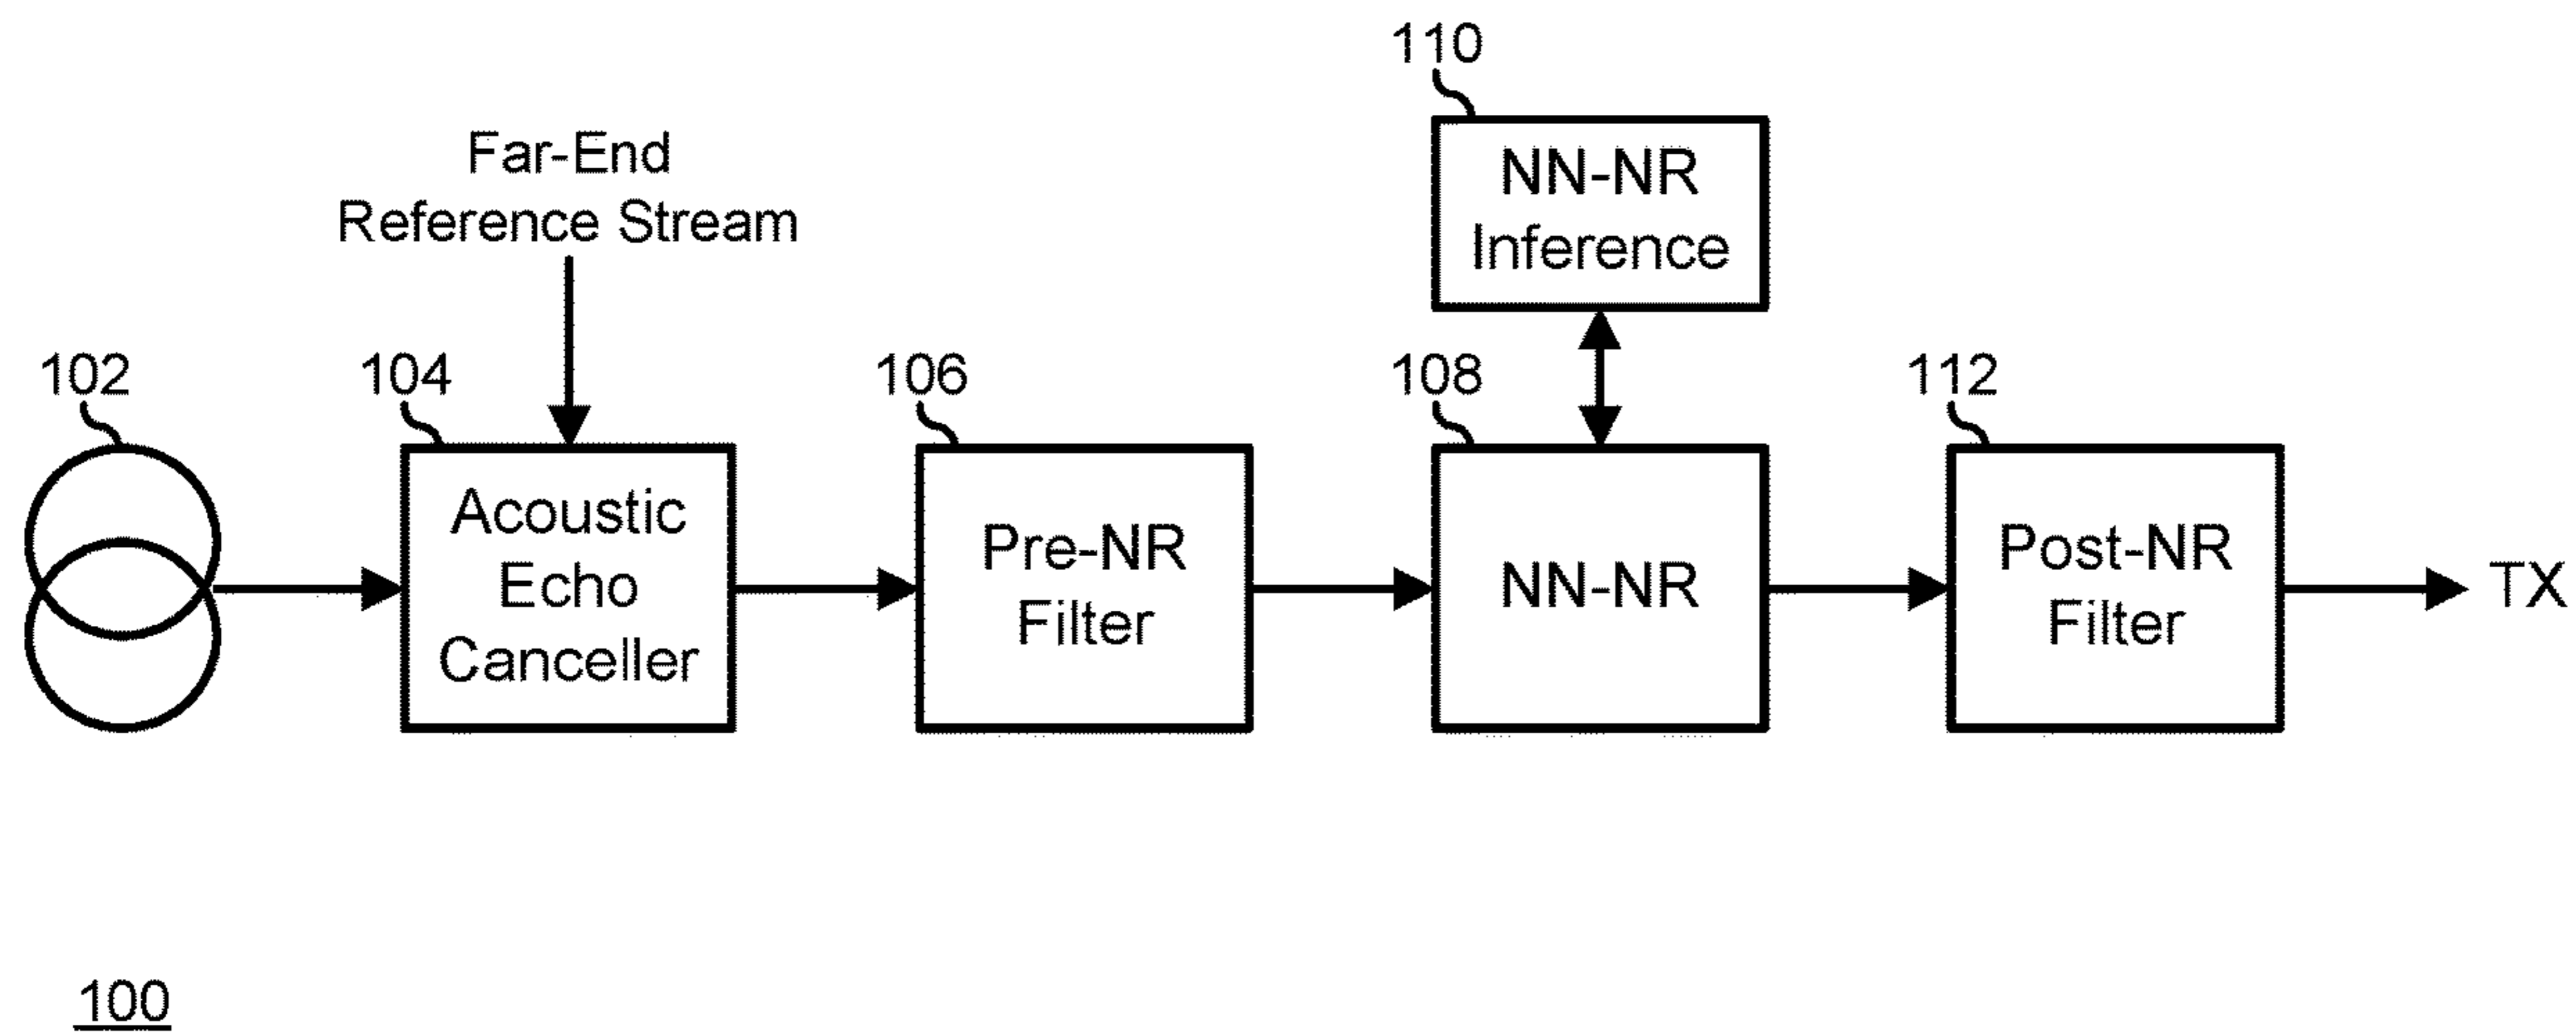 110
NN-NR
Inference
Far-End
Reference Stream
102
104
106
108
112
Acoustic
Echo
Canceller
Pre-NR
Filter
NN-NR
Post-NR
Filter
TX
100